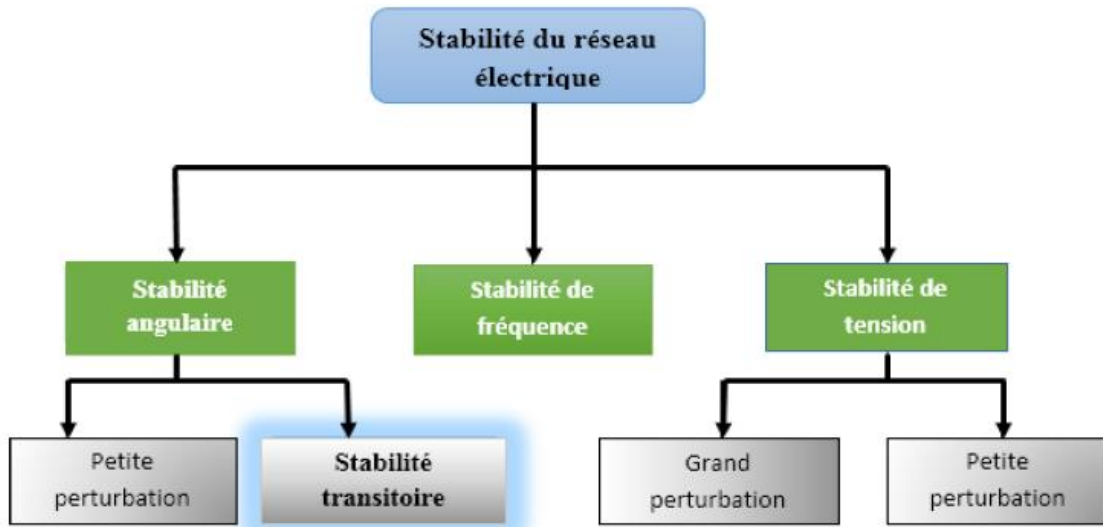 Stabilité du réseau
électrique
Stabilité
angulaire
Stabilité de
fréquence
Stabilité de
tension
Petite
perturbation
Stabilité
transitoire
Grand
perturbation
Petite
perturbation